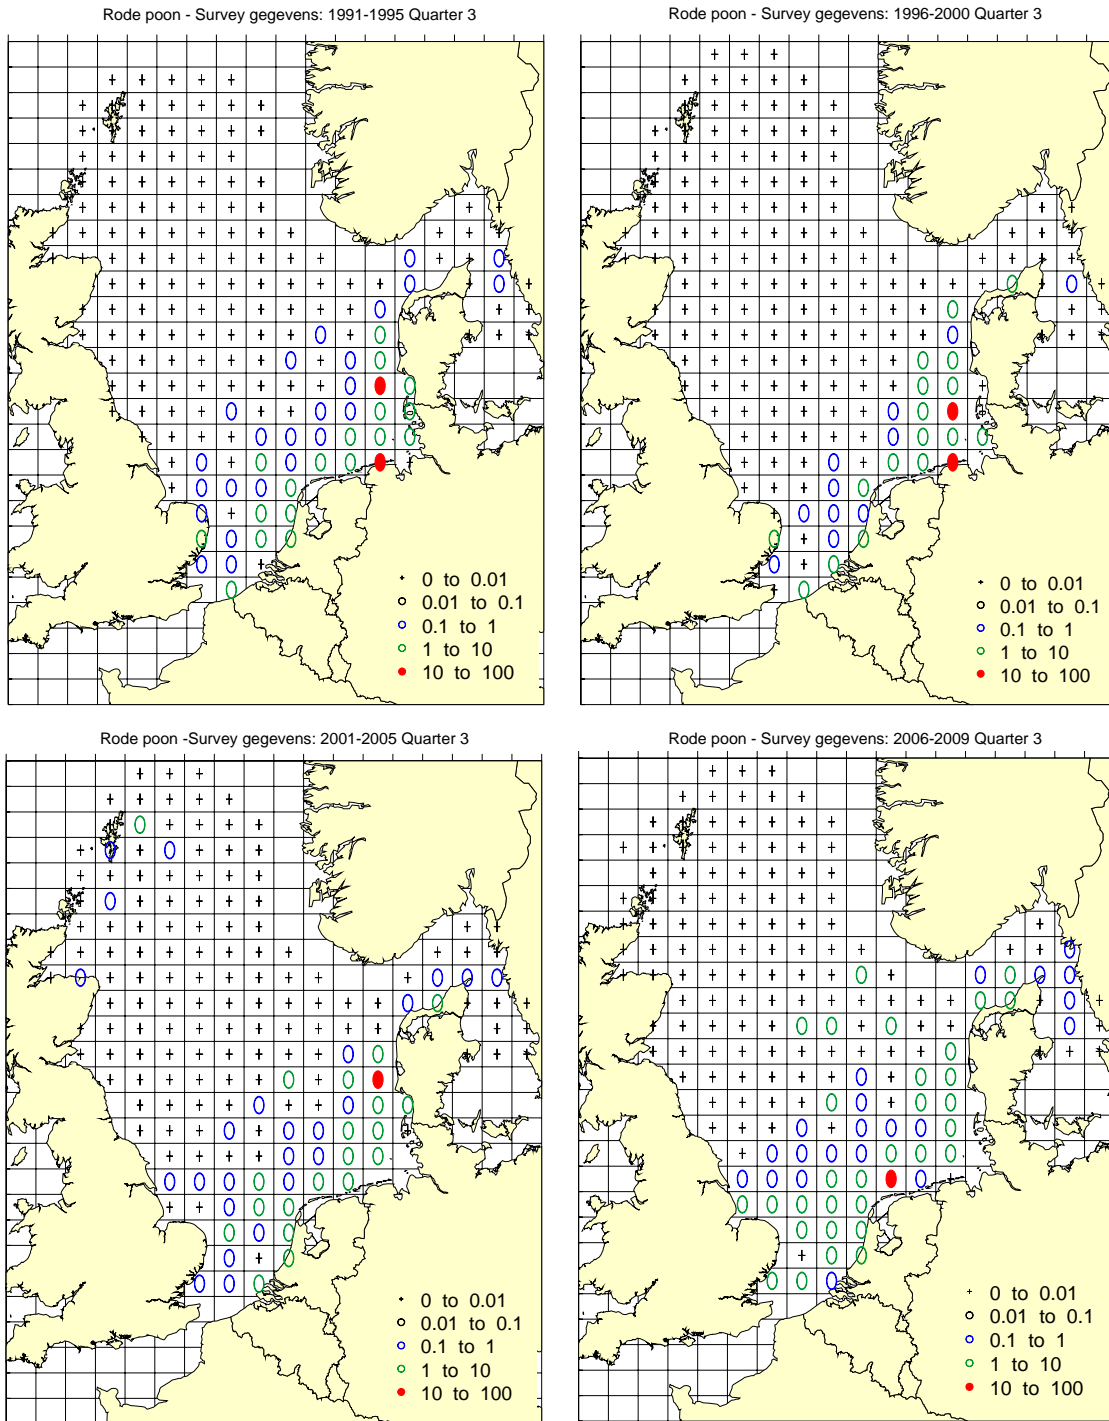 Rode poon - Survey gegevens: 1991-1995 Quarter 3
0 to 0.01
0.01 to 0.1
0.1 to 1
1 to 10
10 to 100
Rode poon - Survey gegevens: 1996-2000 Quarter 3
0 to 0.01
0.01 to 0.1
0.1 to 1
1 to 10
10 to 100
Rode poon -Survey gegevens: 2001-2005 Quarter 3
0 to 0.01
0.01 to 0.1
0.1 to 1
1 to 10
10 to 100
Rode poon - Survey gegevens: 2006-2009 Quarter 3
0 to 0.01
0.01 to 0.1
0.1 to 1
1 to 10
10 to 100